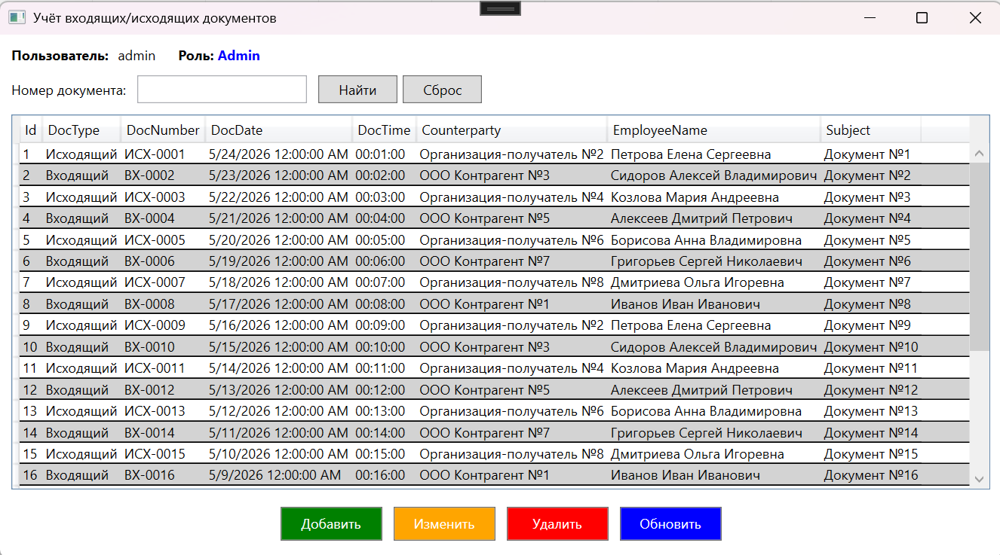 Учёт входящих/исходящих документов
Пользователь: admin Роль: Admin
Номер документа: Найти Сброс
Id DocType DocNumber DocDate DocTime Counterparty EmployeeName Subject
1 Исходящий ИСХ-0001 5/24/2026 12:00:00 AM 00:01:00 Организация-получатель №2 Петрова Елена Сергеевна Документ №1
2 Входящий ВХ-0002 5/23/2026 12:00:00 AM 00:02:00 ООО Контрагент №3 Сидоров Алексей Владимирович Документ №2
3 Исходящий ИСХ-0003 5/22/2026 12:00:00 AM 00:03:00 Организация-получатель №4 Козлова Мария Андреевна Документ №3
4 Входящий ВХ-0004 5/21/2026 12:00:00 AM 00:04:00 ООО Контрагент №5 Алексеев Дмитрий Петрович Документ №4
5 Исходящий ИСХ-0005 5/20/2026 12:00:00 AM 00:05:00 Организация-получатель №6 Борисова Анна Владимировна Документ №5
6 Входящий ВХ-0006 5/19/2026 12:00:00 AM 00:06:00 ООО Контрагент №7 Григорьев Сергей Николаевич Документ №6
7 Исходящий ИСХ-0007 5/18/2026 12:00:00 AM 00:07:00 Организация-получатель №8 Дмитриева Ольга Игоревна Документ №7
8 Входящий ВХ-0008 5/17/2026 12:00:00 AM 00:08:00 ООО Контрагент №1 Иванов Иван Иванович Документ №8
9 Исходящий ИСХ-0009 5/16/2026 12:00:00 AM 00:09:00 Организация-получатель №2 Петрова Елена Сергеевна Документ №9
10 Входящий ВХ-0010 5/15/2026 12:00:00 AM 00:10:00 ООО Контрагент №3 Сидоров Алексей Владимирович Документ №10
11 Исходящий ИСХ-0011 5/14/2026 12:00:00 AM 00:11:00 Организация-получатель №4 Козлова Мария Андреевна Документ №11
12 Входящий ВХ-0012 5/13/2026 12:00:00 AM 00:12:00 ООО Контрагент №5 Алексеев Дмитрий Петрович Документ №12
13 Исходящий ИСХ-0013 5/12/2026 12:00:00 AM 00:13:00 Организация-получатель №6 Борисова Анна Владимировна Документ №13
14 Входящий ВХ-0014 5/11/2026 12:00:00 AM 00:14:00 ООО Контрагент №7 Григорьев Сергей Николаевич Документ №14
15 Исходящий ИСХ-0015 5/10/2026 12:00:00 AM 00:15:00 Организация-получатель №8 Дмитриева Ольга Игоревна Документ №15
16 Входящий ВХ-0016 5/9/2026 12:00:00 AM 00:16:00 ООО Контрагент №1 Иванов Иван Иванович Документ №16
Добавить Изменить Удалить Обновить